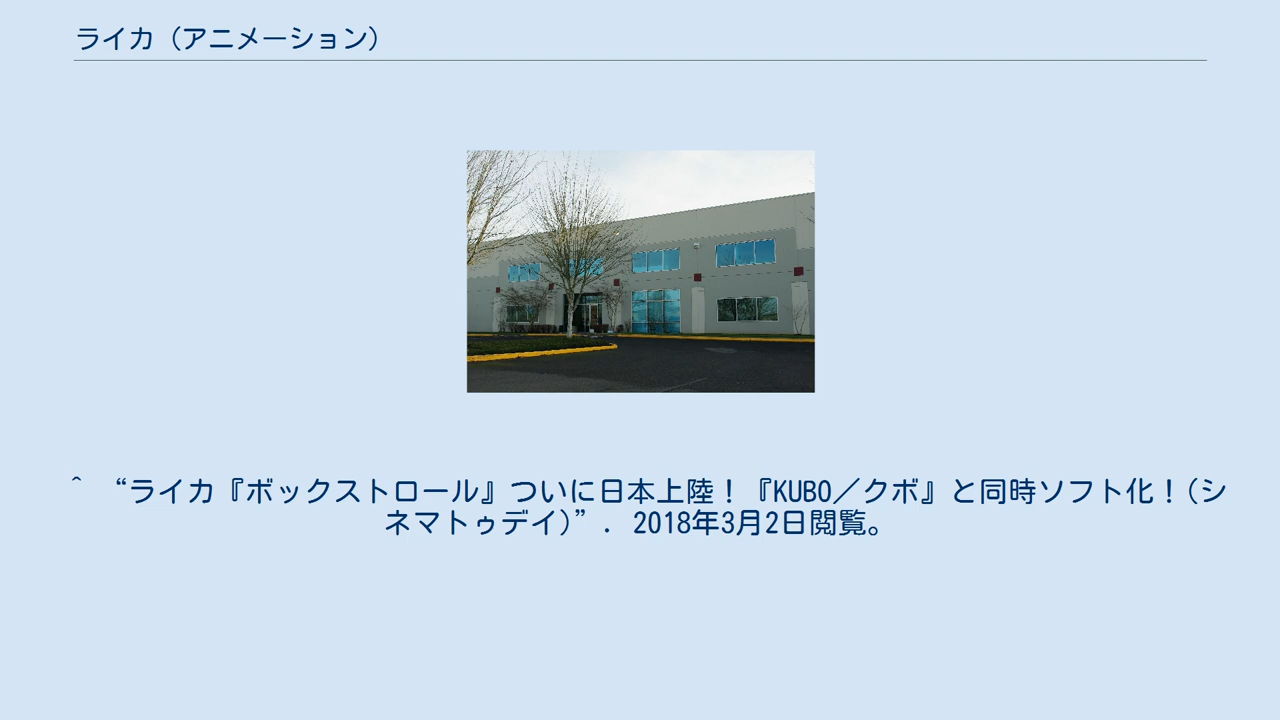 ライカ（アニメーション）
^ “ライカ『ボックストロール』ついに日本上陸！『KUBO／クボ』と同時ソフト化！(シ
ネマトゥデイ)”. 2018年3月2日閲覧。